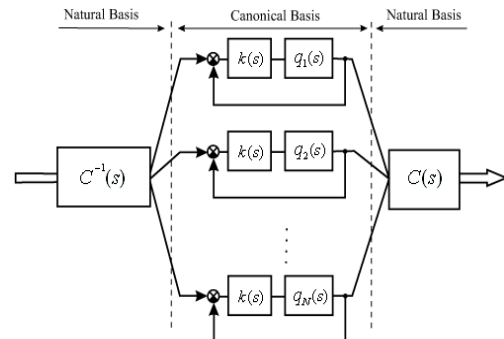 Natural Basis Canonical Basis Natural Basis
k(s) q₁(s)
k(s) q₂(s)
C⁻¹(s) C(s)
k(s) q_N(s)